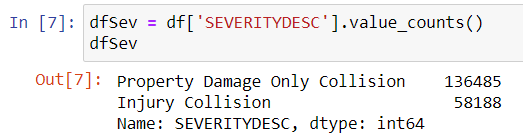 In [7]: dfSev = df['SEVERITYDESC'].value_counts()
dfSev
Out[7]: Property Damage Only Collision 136485
Injury Collision 58188
Name: SEVERITYDESC, dtype: int64